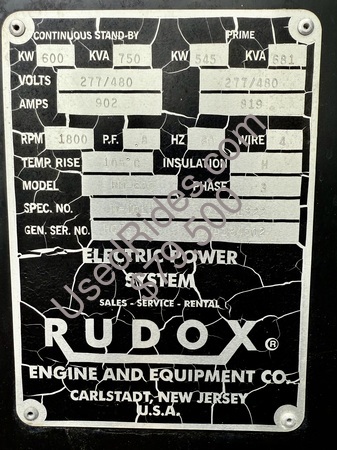 CONTINUOUS STAND-BY PRIME
KW 600 KVA 750 KW 545 KVA 681
VOLTS 277/480 277/480
AMPS 902 819
RPM 1800 P.F. HZ WIRE 4
TEMP. RISE INSULATION H
MODEL PHASE 3
SPEC. NO.
GEN. SER. NO.
ELECTRIC POWER
SYSTEM
SALES - SERVICE - RENTAL
RUDOX®
ENGINE AND EQUIPMENT CO.
CARLSTADT, NEW JERSEY
U.S.A.
UsedRides.com